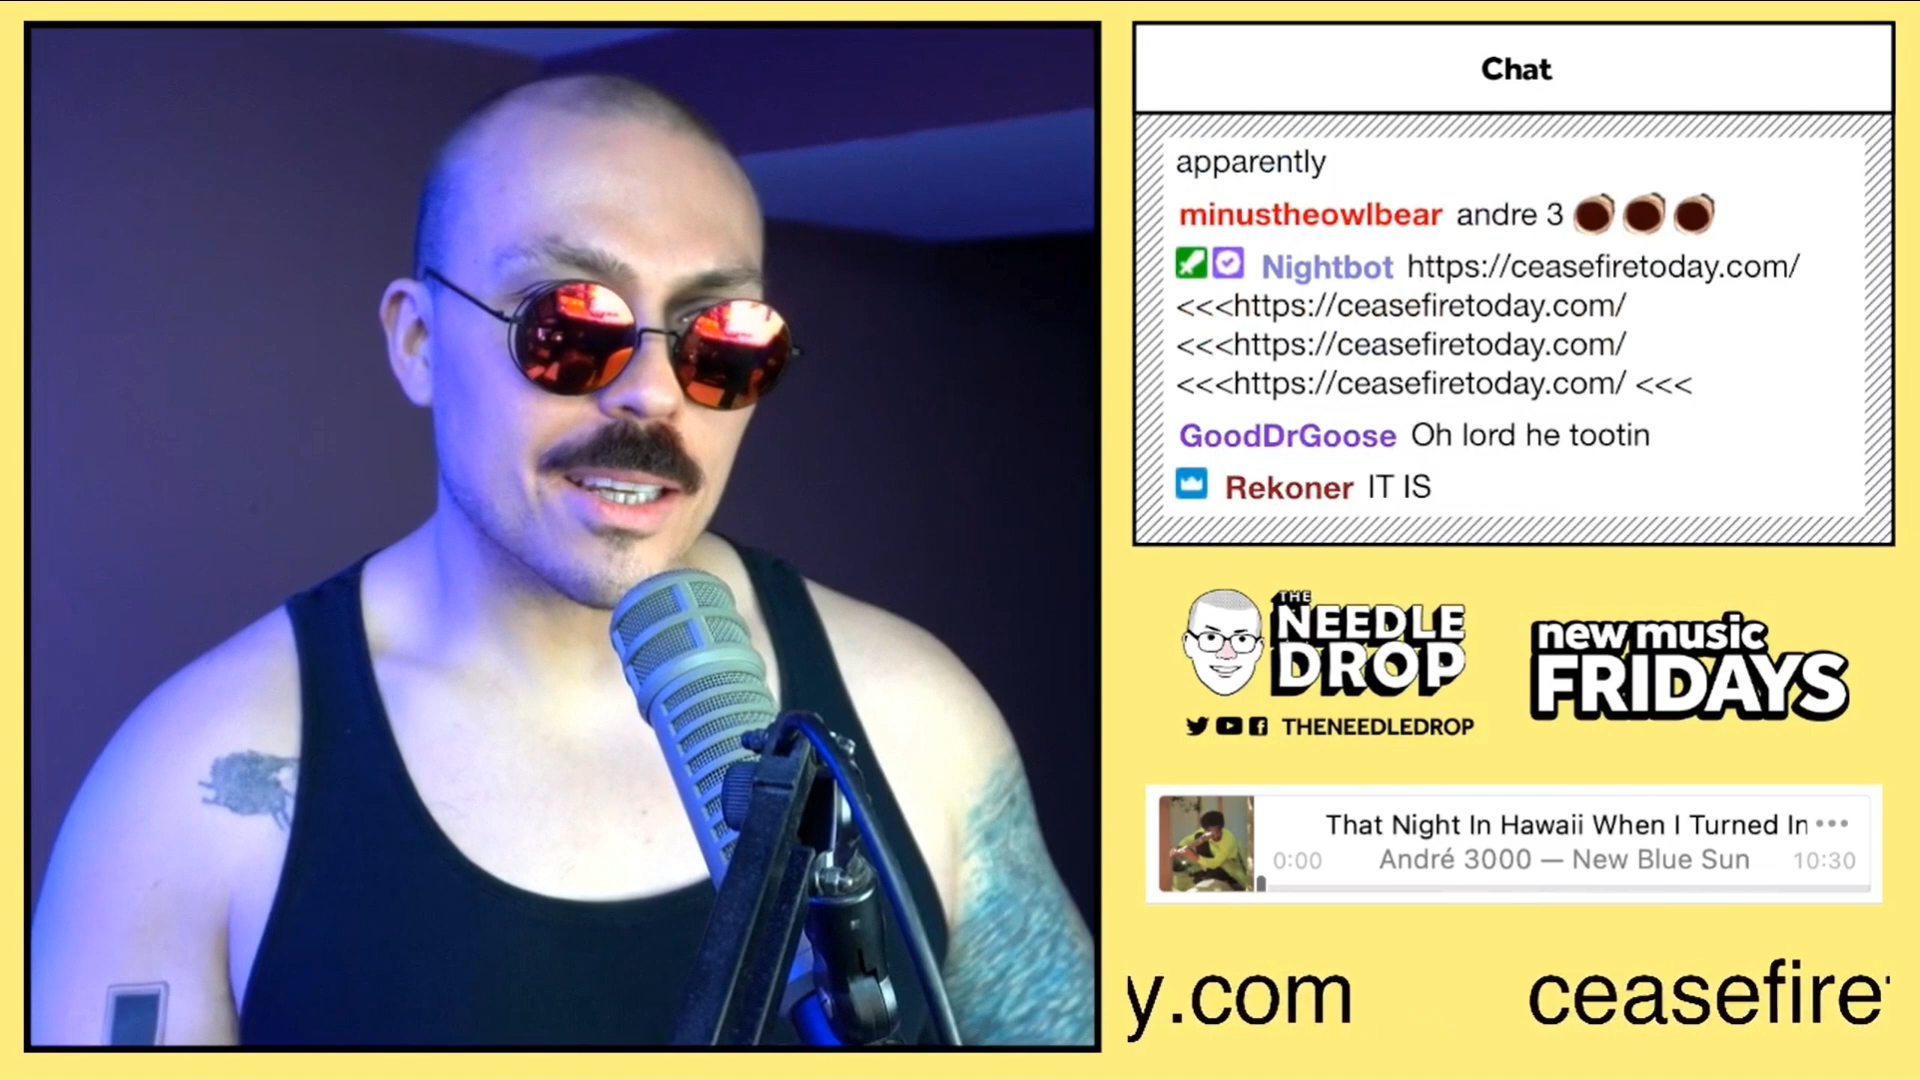 Chat
apparently
minustheowlbear andre 3
Nightbot https://ceasefiretoday.com/
<<<https://ceasefiretoday.com/
<<<https://ceasefiretoday.com/
<<<https://ceasefiretoday.com/ <<<
GoodDrGoose Oh lord he tootin
Rekoner IT IS
THE
NEEDLE
DROP
THENEEDLEDROP
new music
FRIDAYS
That Night In Hawaii When I Turned In
0:00 André 3000 — New Blue Sun 10:30
y.com ceasefire